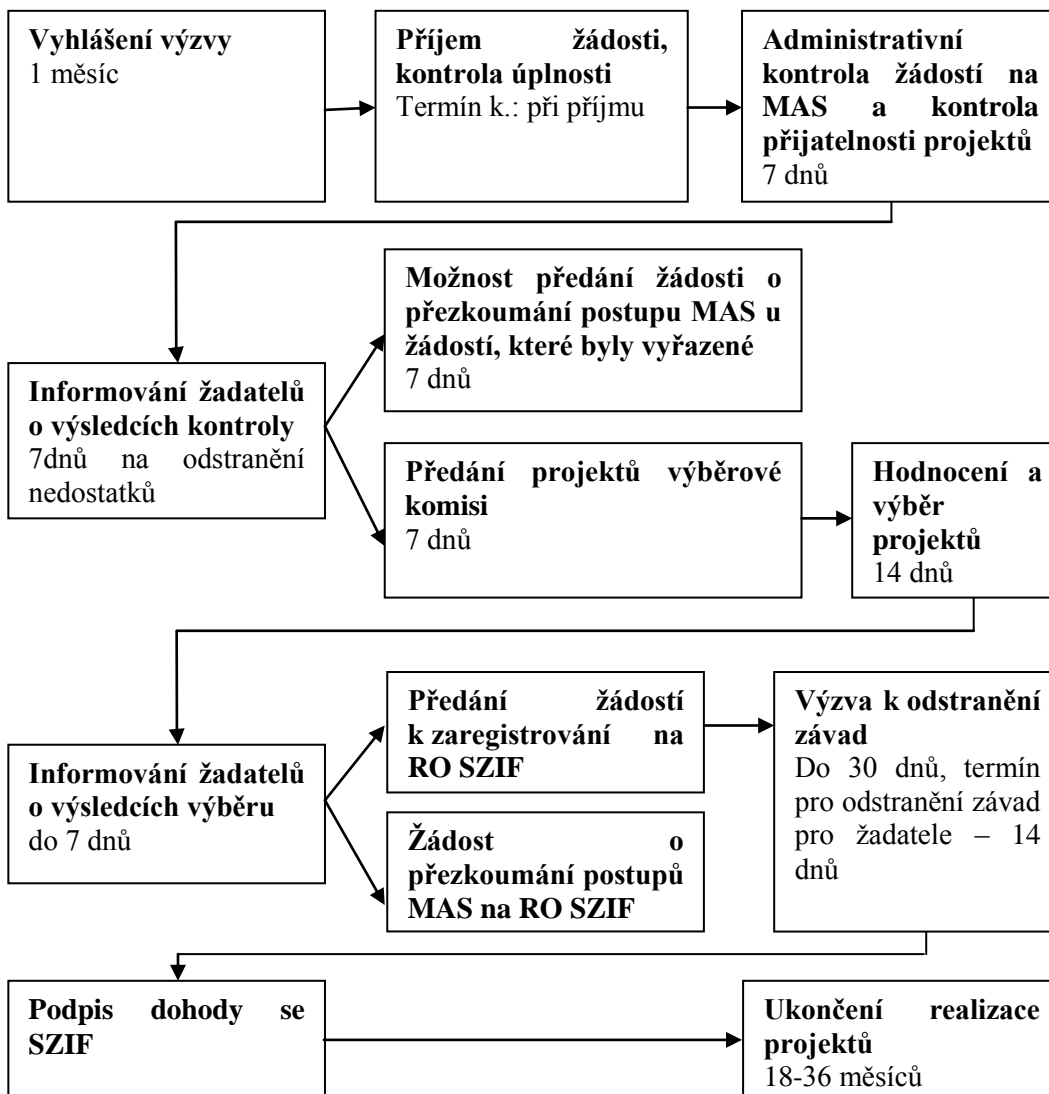 Vyhlášení výzvy
1 měsíc
Příjem žádosti,
kontrola úplnosti
Termín k.: při příjmu
Administrativní
kontrola žádostí na
MAS a kontrola
přijatelnosti projektů
7 dnů
Možnost předání žádosti o
přezkoumání postupu MAS u
žádostí, které byly vyřazené
7 dnů
Informování žadatelů
o výsledcích kontroly
7dnů na odstranění
nedostatků
Předání projektů výběrové
komisi
7 dnů
Hodnocení a
výběr
projektů
14 dnů
Informování žadatelů
o výsledcích výběru
do 7 dnů
Předání žádostí
k zaregistrování na
RO SZIF
Žádost o
přezkoumání postupů
MAS na RO SZIF
Výzva k odstranění
závad
Do 30 dnů, termín
pro odstranění závad
pro žadatele – 14
dnů
Podpis dohody se
SZIF
Ukončení realizace
projektů
18-36 měsíců